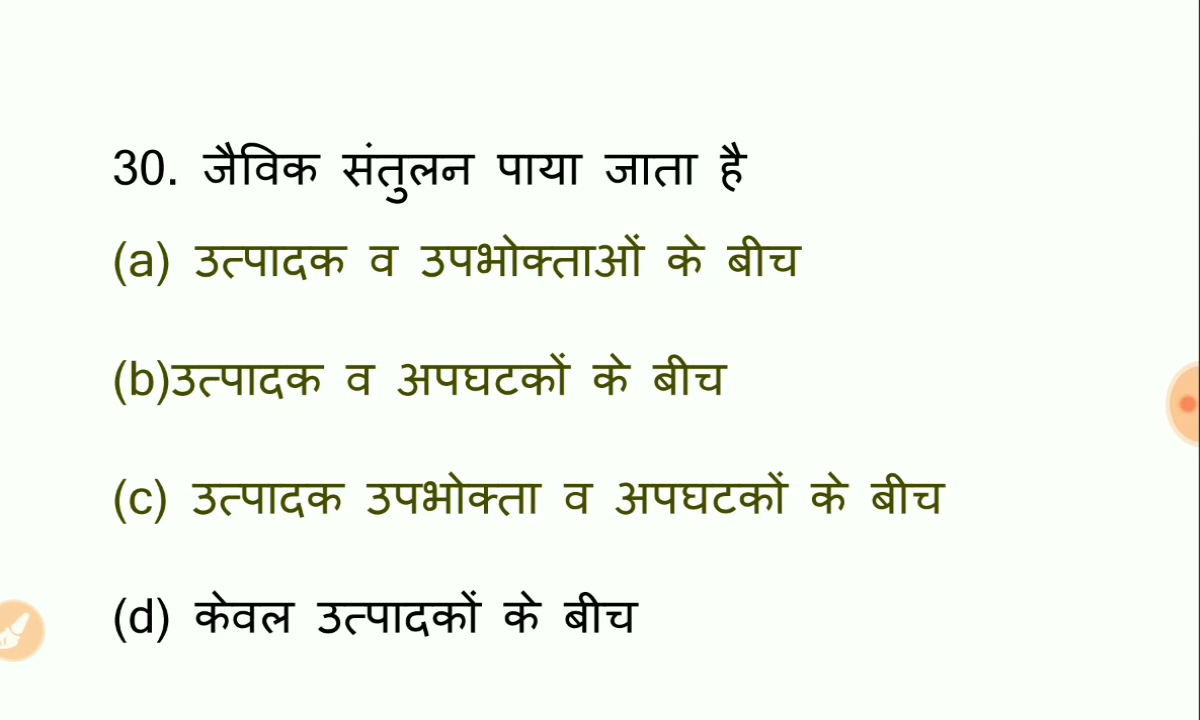 30. जैविक संतुलन पाया जाता है
(a) उत्पादक व उपभोक्ताओं के बीच
(b)उत्पादक व अपघटकों के बीच
(c) उत्पादक उपभोक्ता व अपघटकों के बीच
(d) केवल उत्पादकों के बीच